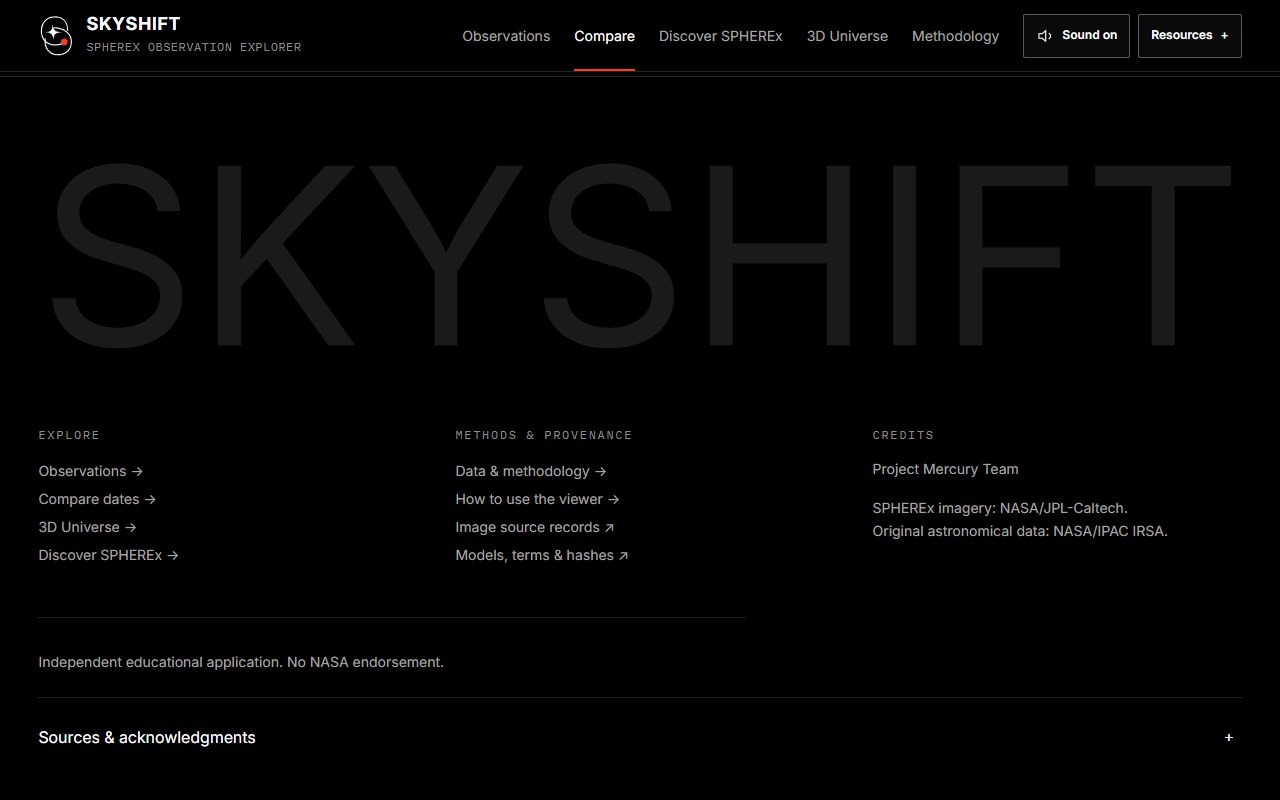 SKYSHIFT
SPHEREX OBSERVATION EXPLORER
Observations
Compare
Discover SPHEREx
3D Universe
Methodology
Sound on
Resources +
SKYSHIFT
EXPLORE
Observations →
Compare dates →
3D Universe →
Discover SPHEREx →
METHODS & PROVENANCE
Data & methodology →
How to use the viewer →
Image source records ↗
Models, terms & hashes ↗
CREDITS
Project Mercury Team
SPHEREx imagery: NASA/JPL-Caltech.
Original astronomical data: NASA/IPAC IRSA.
Independent educational application. No NASA endorsement.
Sources & acknowledgments +